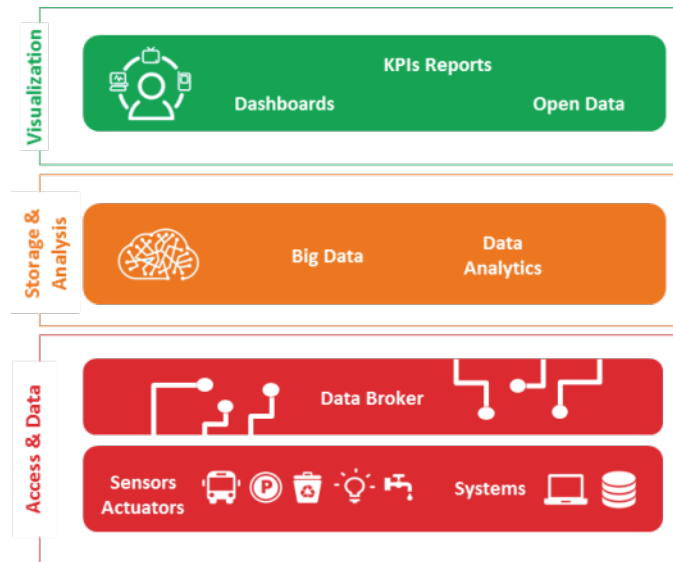 Visualization
KPIs Reports
Dashboards
Open Data
Storage &
Analysis
Big Data
Data
Analytics
Access & Data
Data Broker
Sensors
Actuators
P
Systems